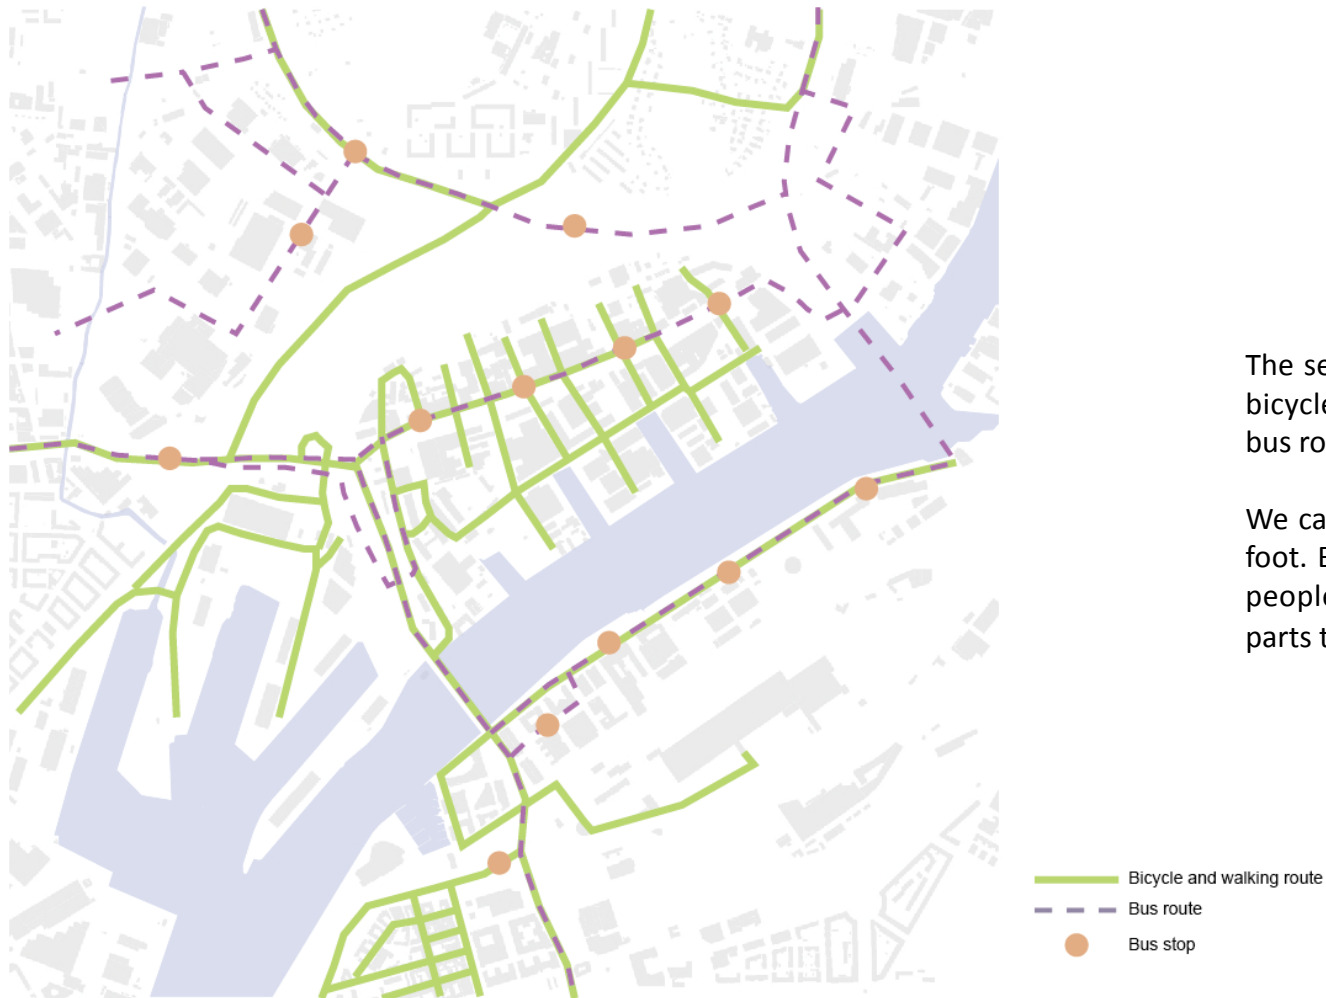 The se
bicycle
bus ro
We ca
foot. E
people
parts t
Bicycle and walking route
Bus route
Bus stop